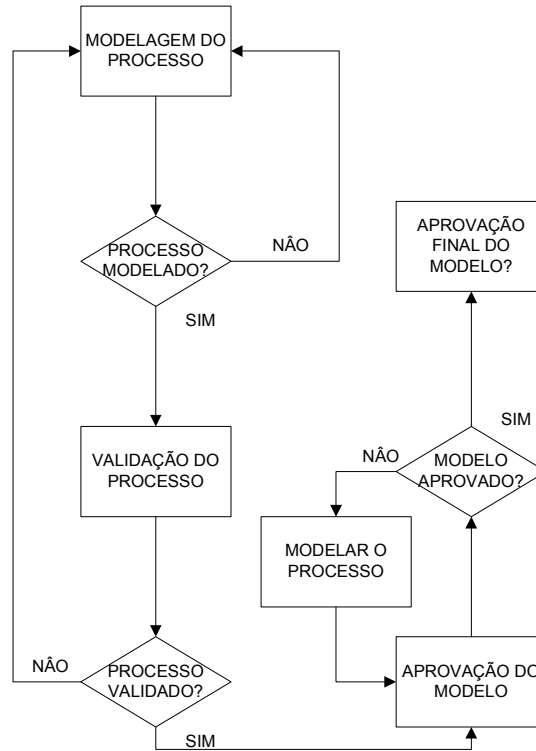 MODELAGEM DO
PROCESSO
PROCESSO
MODELADO?
NÂO
SIM
VALIDAÇÃO DO
PROCESSO
PROCESSO
VALIDADO?
NÂO
SIM
APROVAÇÃO DO
MODELO
MODELO
APROVADO?
NÂO
MODELAR O
PROCESSO
SIM
APROVAÇÃO
FINAL DO
MODELO?